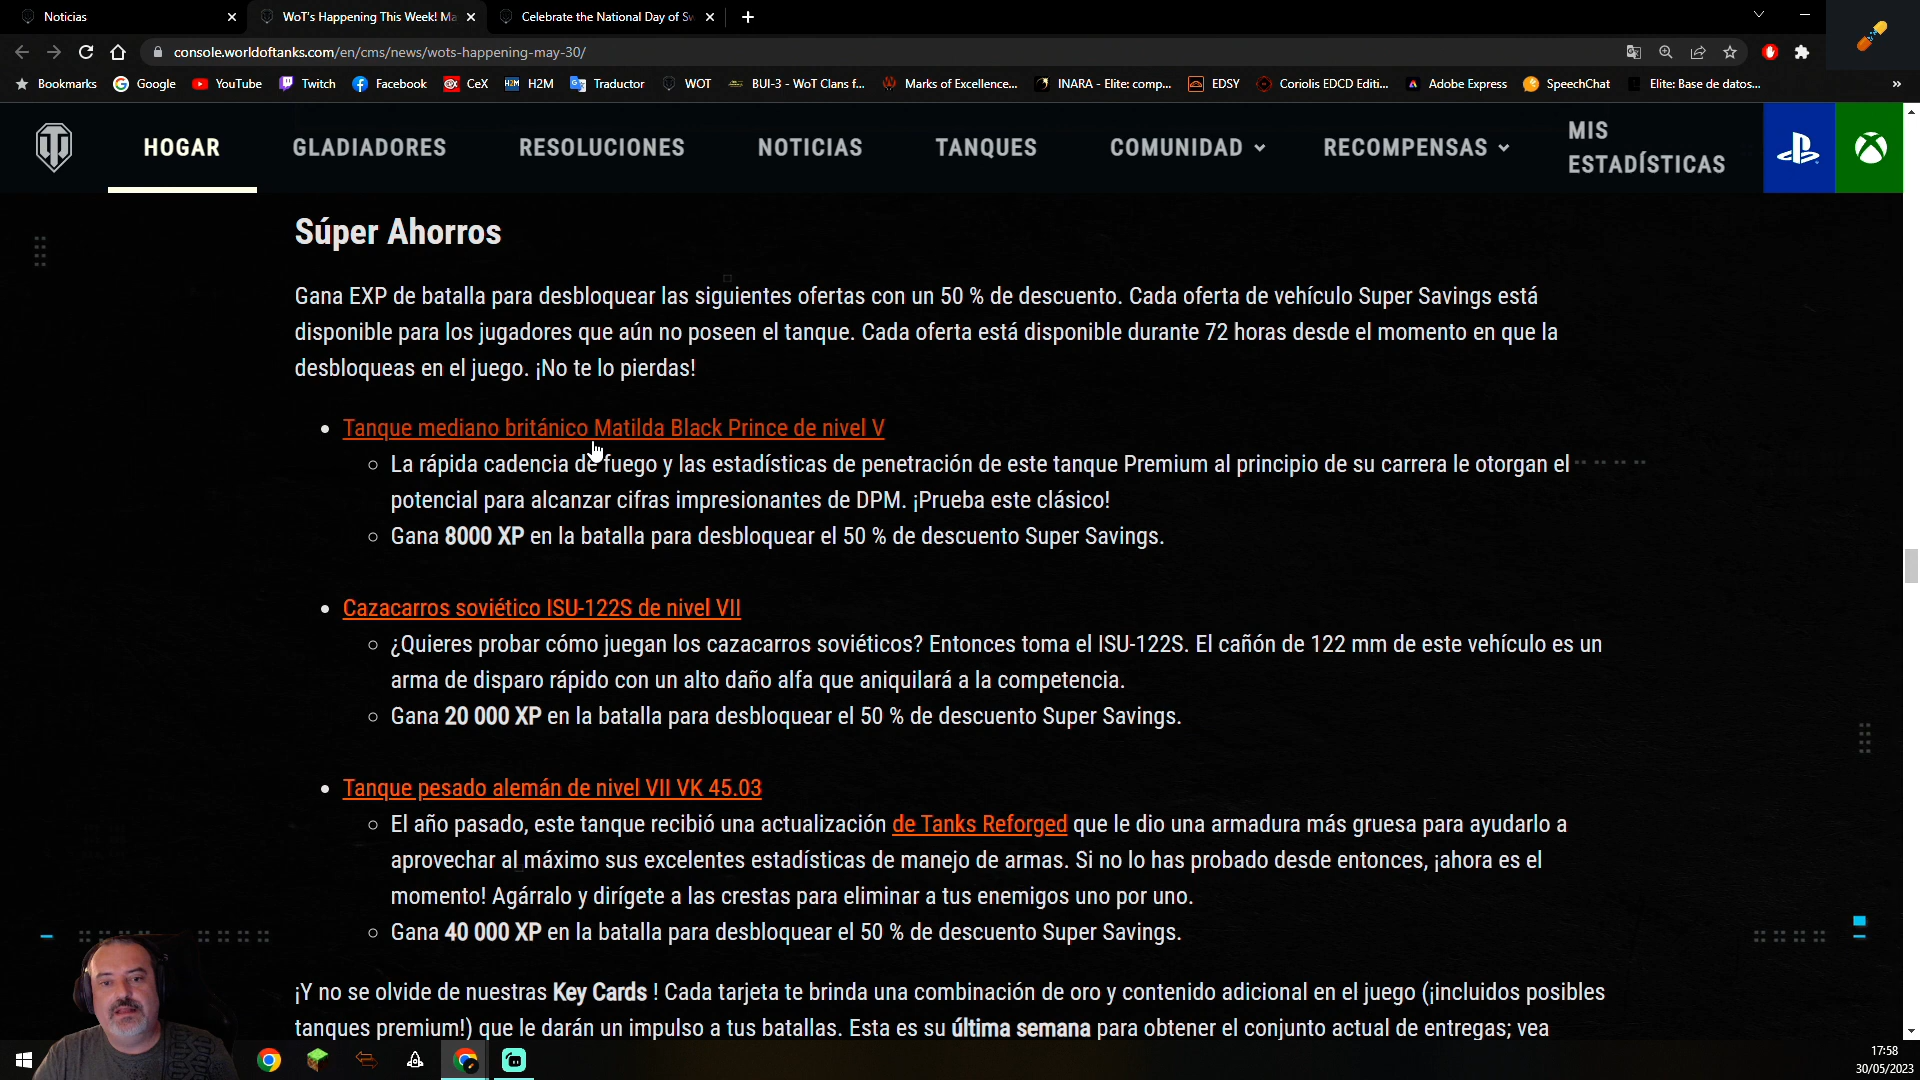 Noticias
WoT's Happening This Week! Ma
Celebrate the National Day of Sw
console.worldoftanks.com/en/cms/news/wots-happening-may-30/
Bookmarks
Google
YouTube
Twitch
Facebook
CeX
H2M
Traductor
WOT
BUI-3 - WoT Clans f...
Marks of Excellence...
INARA - Elite: comp...
EDSY
Coriolis EDCD Editi...
Adobe Express
SpeechChat
Elite: Base de datos...
HOGAR
GLADIADORES
RESOLUCIONES
NOTICIAS
TANQUES
COMUNIDAD
RECOMPENSAS
MIS
ESTADÍSTICAS
Súper Ahorros
Gana EXP de batalla para desbloquear las siguientes ofertas con un 50 % de descuento. Cada oferta de vehículo Super Savings está
disponible para los jugadores que aún no poseen el tanque. Cada oferta está disponible durante 72 horas desde el momento en que la
desbloqueas en el juego. ¡No te lo pierdas!
Tanque mediano británico Matilda Black Prince de nivel V
La rápida cadencia de fuego y las estadísticas de penetración de este tanque Premium al principio de su carrera le otorgan el
potencial para alcanzar cifras impresionantes de DPM. ¡Prueba este clásico!
Gana 8000 XP en la batalla para desbloquear el 50 % de descuento Super Savings.
Cazacarros soviético ISU-122S de nivel VII
¿Quieres probar cómo juegan los cazacarros soviéticos? Entonces toma el ISU-122S. El cañón de 122 mm de este vehículo es un
arma de disparo rápido con un alto daño alfa que aniquilará a la competencia.
Gana 20 000 XP en la batalla para desbloquear el 50 % de descuento Super Savings.
Tanque pesado alemán de nivel VII VK 45.03
El año pasado, este tanque recibió una actualización de Tanks Reforged que le dio una armadura más gruesa para ayudarlo a
aprovechar al máximo sus excelentes estadísticas de manejo de armas. Si no lo has probado desde entonces, ¡ahora es el
momento! Agárralo y dirígete a las crestas para eliminar a tus enemigos uno por uno.
Gana 40 000 XP en la batalla para desbloquear el 50 % de descuento Super Savings.
¡Y no se olvide de nuestras Key Cards ! Cada tarjeta te brinda una combinación de oro y contenido adicional en el juego (¡incluidos posibles
tanques premium!) que le darán un impulso a tus batallas. Esta es su última semana para obtener el conjunto actual de entregas; vea
17:58
30/05/2023